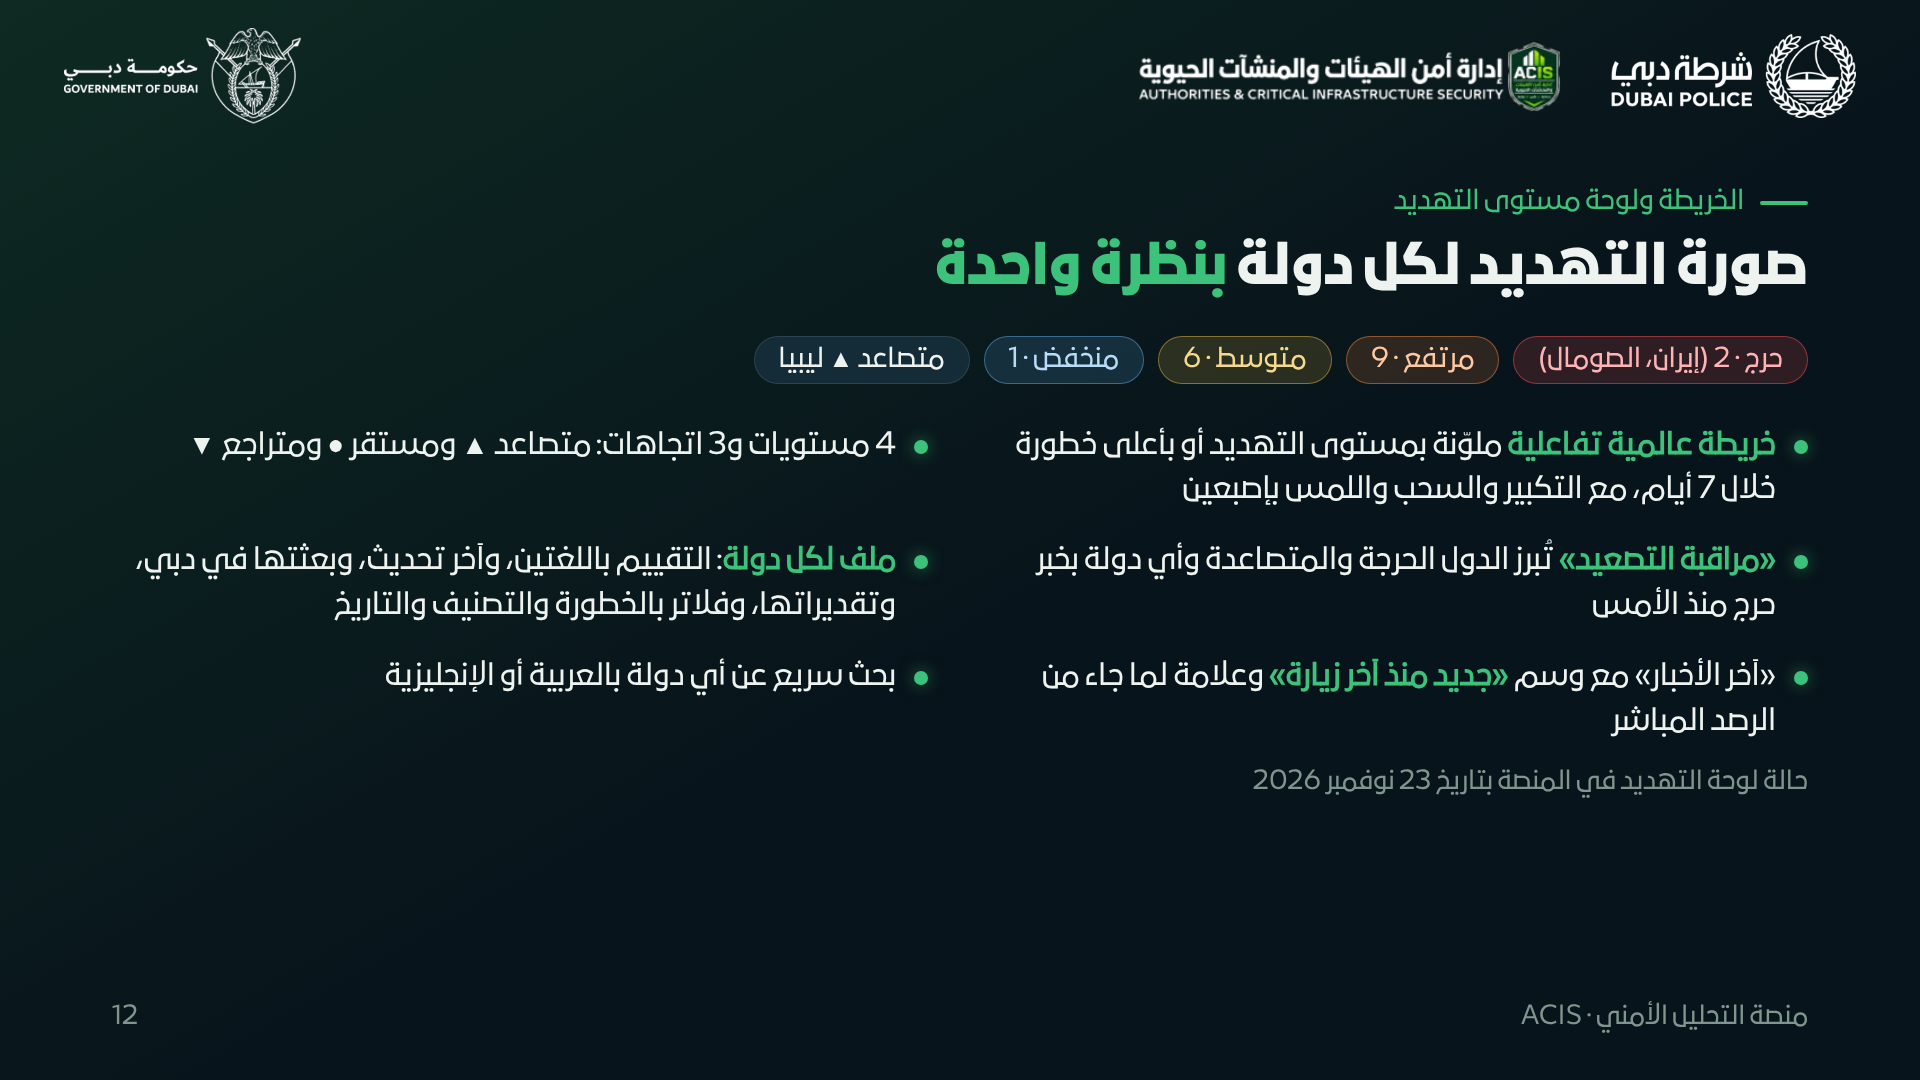 شرطة دبي
DUBAI POLICE
ACIS
إدارة أمن الهيئات والمنشآت الحيوية
AUTHORITIES & CRITICAL INFRASTRUCTURE SECURITY
حكومة دبي
GOVERNMENT OF DUBAI
الخريطة ولوحة مستوى التهديد
صورة التهديد لكل دولة بنظرة واحدة
حرج · 2 (إيران، الصومال)
مرتفع · 9
متوسط · 6
منخفض · 1
متصاعد ▲ ليبيا
خريطة عالمية تفاعلية ملوّنة بمستوى التهديد أو بأعلى خطورة
خلال 7 أيام، مع التكبير والسحب واللمس بإصبعين
4 مستويات و3 اتجاهات: متصاعد ▲ ومستقر ● ومتراجع ▼
«مراقبة التصعيد» تُبرز الدول الحرجة والمتصاعدة وأي دولة بخبر
حرج منذ الأمس
ملف لكل دولة: التقييم باللغتين، وآخر تحديث، وبعثتها في دبي،
وتقديراتها، وفلاتر بالخطورة والتصنيف والتاريخ
«آخر الأخبار» مع وسم «جديد منذ آخر زيارة» وعلامة لما جاء من
الرصد المباشر
بحث سريع عن أي دولة بالعربية أو الإنجليزية
حالة لوحة التهديد في المنصة بتاريخ 23 نوفمبر 2026
منصة التحليل الأمني · ACIS
12